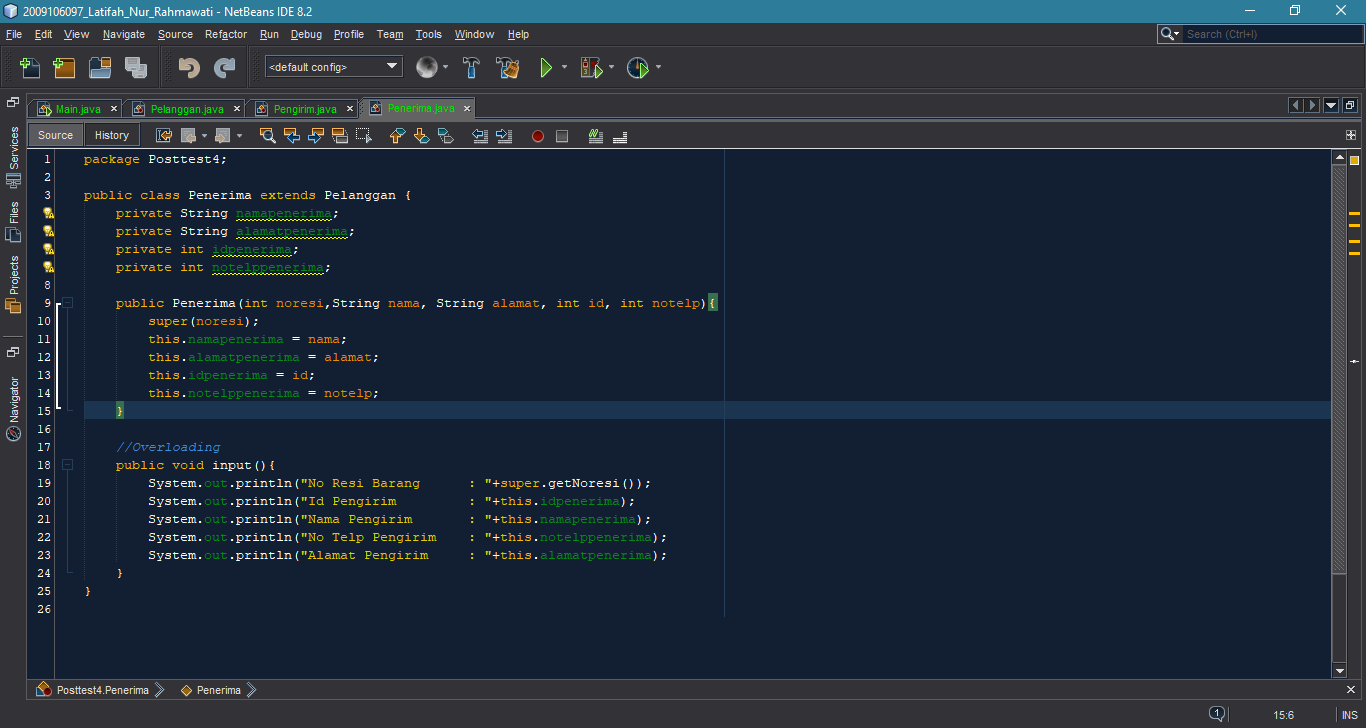 2009106097_Latifah_Nur_Rahmawati - NetBeans IDE 8.2
File Edit View Navigate Source Refactor Run Debug Profile Team Tools Window Help
Search (Ctrl+I)
<default config>
Main.java Pelanggan.java Pengirim.java Penerima.java
Source History
Services
Files
Projects
Navigator
1 package Posttest4;
2
3 public class Penerima extends Pelanggan {
private String namapenerima;
private String alamatpenerima;
private int idpenerima;
private int notelppenerima;
8
9 public Penerima(int noresi,String nama, String alamat, int id, int notelp){
10 super(noresi);
11 this.namapenerima = nama;
12 this.alamatpenerima = alamat;
13 this.idpenerima = id;
14 this.notelppenerima = notelp;
15 }
16
17 //Overloading
18 public void input(){
19 System.out.println("No Resi Barang      : "+super.getNoresi());
20 System.out.println("Id Pengirim         : "+this.idpenerima);
21 System.out.println("Nama Pengirim       : "+this.namapenerima);
22 System.out.println("No Telp Pengirim    : "+this.notelppenerima);
23 System.out.println("Alamat Pengirim     : "+this.alamatpenerima);
24 }
25 }
26
Posttest4.Penerima Penerima
1 15:6 INS